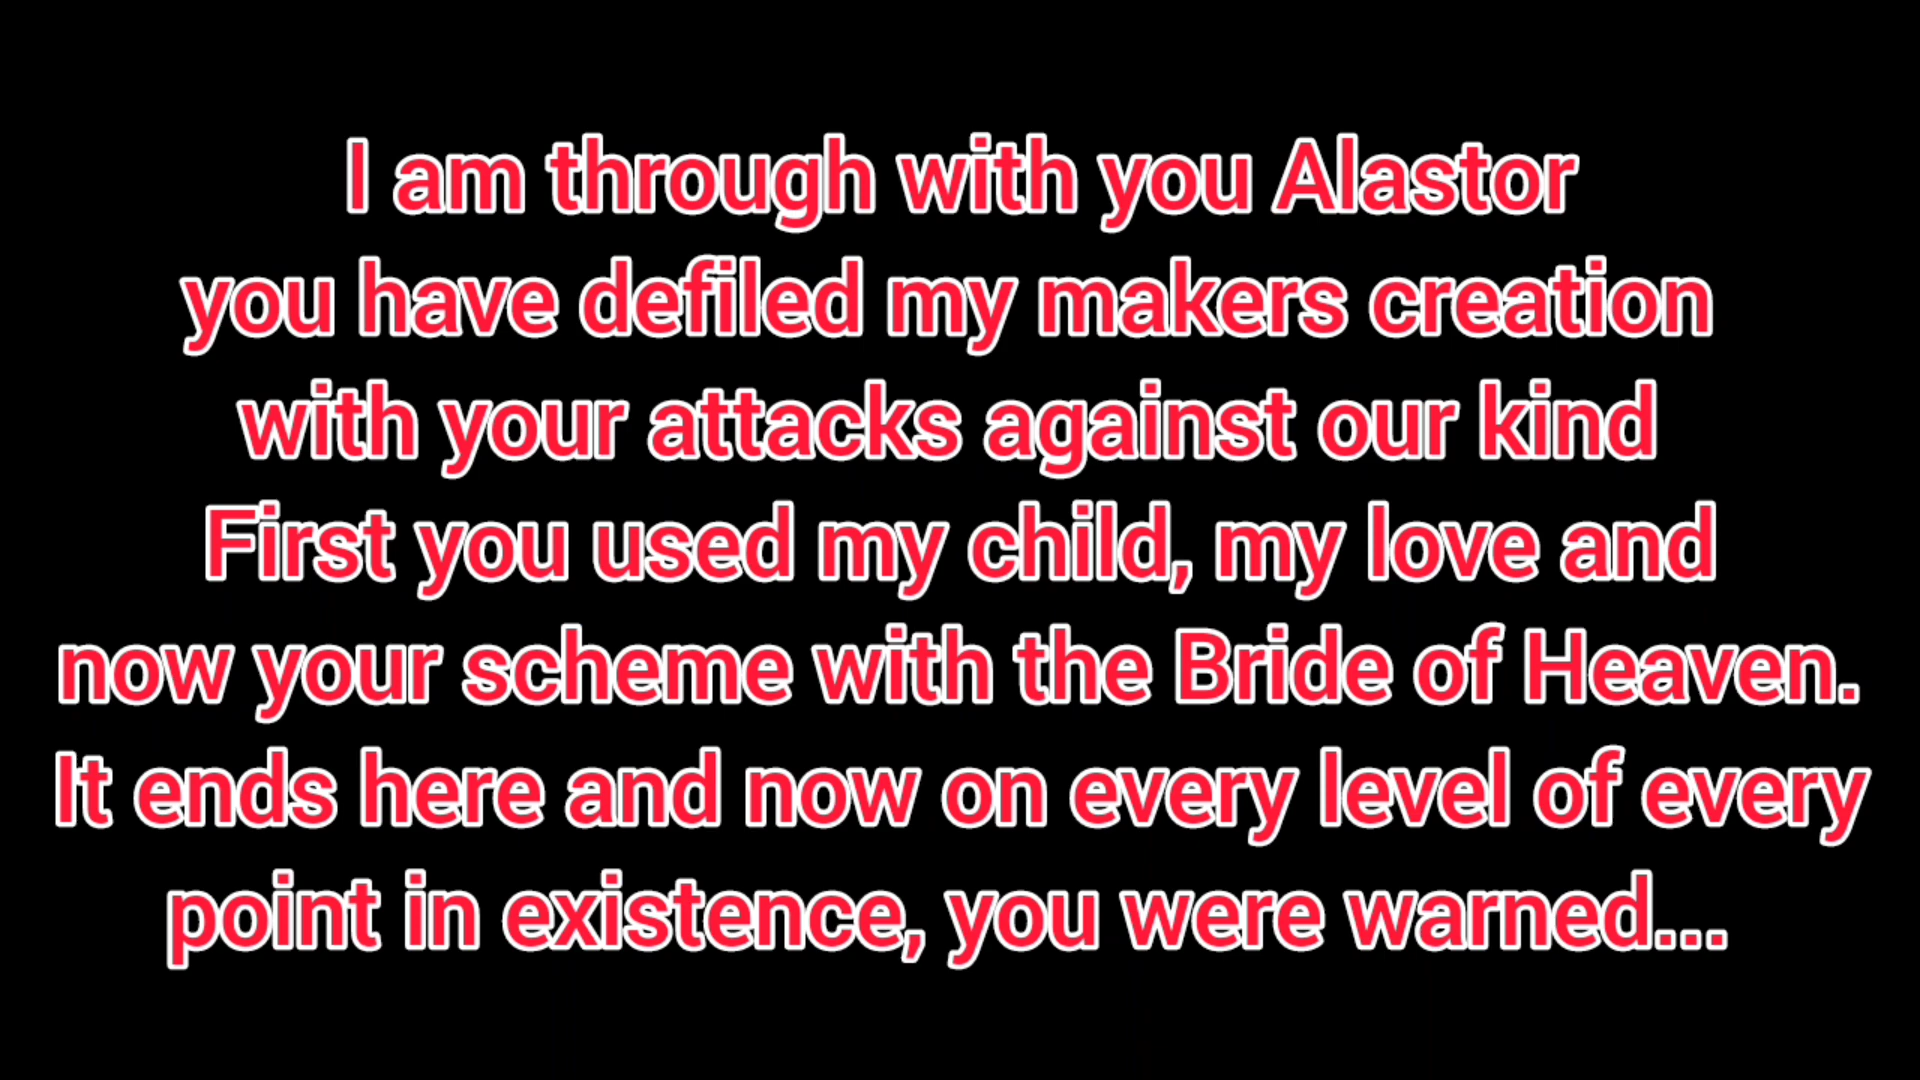 I am through with you Alastor
you have defiled my makers creation
with your attacks against our kind
First you used my child, my love and
now your scheme with the Bride of Heaven.
It ends here and now on every level of every
point in existence, you were warned...